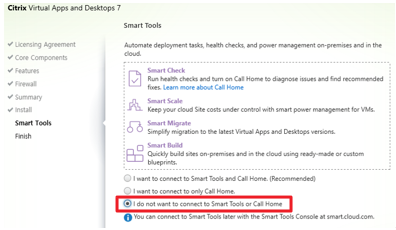 Citrix Virtual Apps and Desktops 7
Smart Tools
Licensing Agreement
Core Components
Features
Firewall
Summary
Install
Smart Tools
Finish
Automate deployment tasks, health checks, and power management on-premises and in the
cloud.
Smart Check
Run health checks and turn on Call Home to diagnose issues and find recommended
fixes. Learn more about Call Home
Smart Scale
Keep your cloud Site costs under control with smart power management for VMs.
Smart Migrate
Simplify migration to the latest Virtual Apps and Desktops versions.
Smart Build
Quickly build sites on-premises and in the cloud using ready-made or custom
blueprints.
I want to connect to Smart Tools and Call Home. (Recommended)
I want to connect to only Call Home.
I do not want to connect to Smart Tools or Call Home
You can connect to Smart Tools later with the Smart Tools Console at smart.cloud.com.